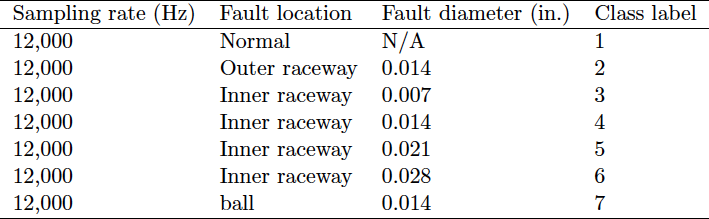 Sampling rate (Hz) Fault location Fault diameter (in.) Class label
12,000 Normal N/A 1
12,000 Outer raceway 0.014 2
12,000 Inner raceway 0.007 3
12,000 Inner raceway 0.014 4
12,000 Inner raceway 0.021 5
12,000 Inner raceway 0.028 6
12,000 ball 0.014 7